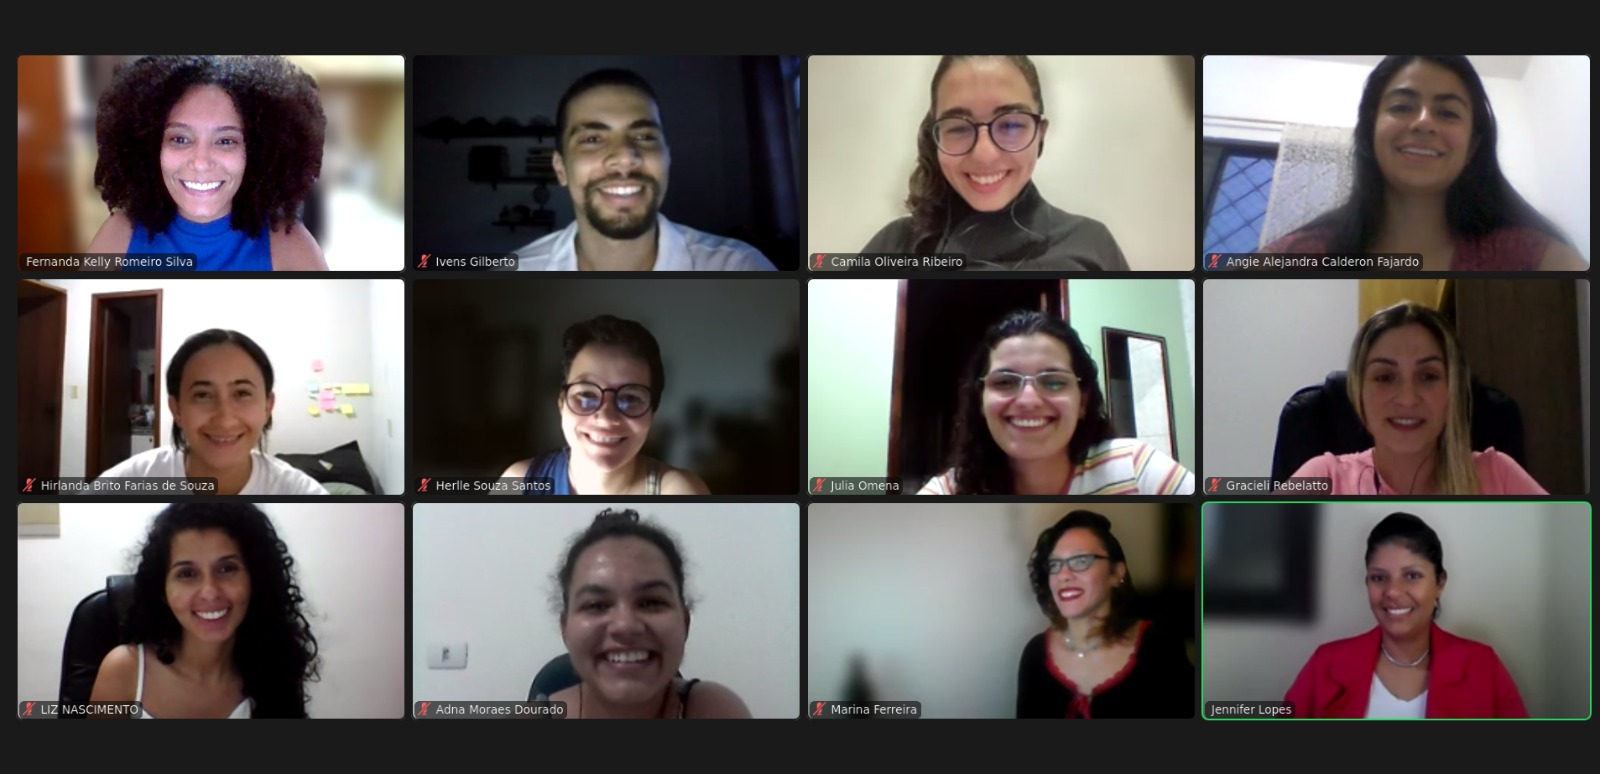 Fernanda Kelly Romeiro Silva
Ivens Gilberto
Camila Oliveira Ribeiro
Angie Alejandra Calderon Fajardo
Hirlanda Brito Farias de Souza
Herlle Souza Santos
Julia Omena
Gracieli Rebelatto
LIZ NASCIMENTO
Adna Moraes Dourado
Marina Ferreira
Jennifer Lopes